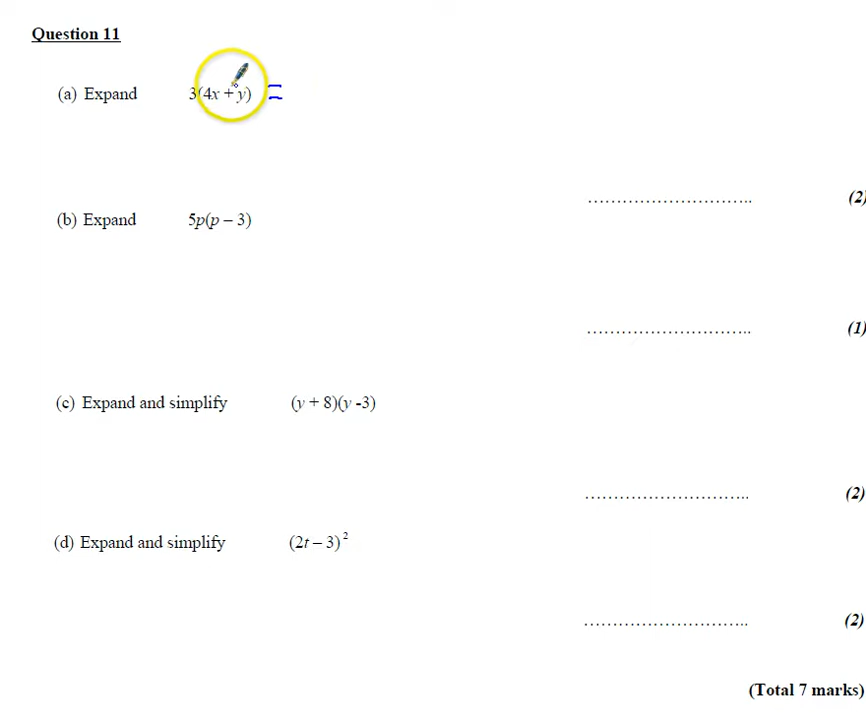 Question 11
(a) Expand 3(4x + y) =
……………………….. (2)
(b) Expand 5p(p – 3)
……………………….. (1)
(c) Expand and simplify (y + 8)(y -3)
……………………….. (2)
(d) Expand and simplify (2t – 3)²
……………………….. (2)
(Total 7 marks)